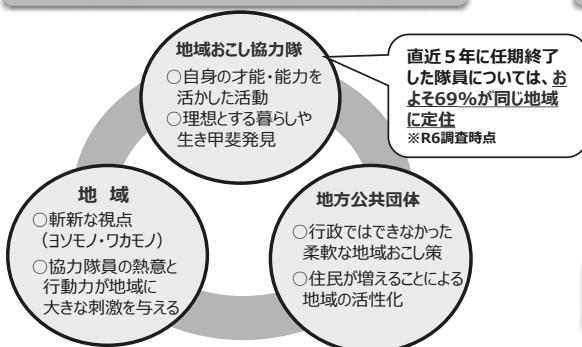 地域おこし協力隊
○自身の才能・能力を
活かした活動
○理想とする暮らしや
生き甲斐発見
直近５年に任期終了
した隊員については、お
よそ69%が同じ地域
に定住
※R6調査時点
地 域
○斬新な視点
（ヨソモノ・ワカモノ）
○協力隊員の熱意と
行動力が地域に
大きな刺激を与える
地方公共団体
○行政ではできなかった
柔軟な地域おこし策
○住民が増えることによる
地域の活性化